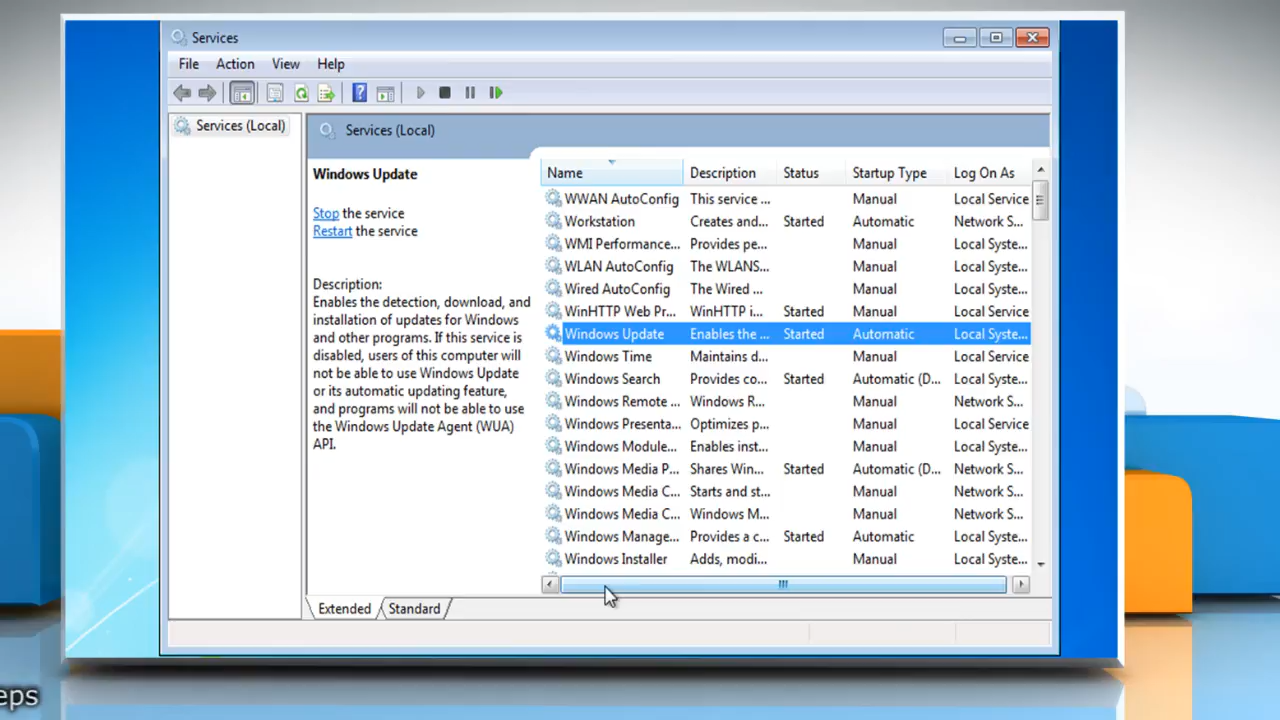 Services
File Action View Help
Services (Local)
Services (Local)
Windows Update
Stop the service
Restart the service
Description:
Enables the detection, download, and
installation of updates for Windows
and other programs. If this service is
disabled, users of this computer will
not be able to use Windows Update
or its automatic updating feature,
and programs will not be able to use
the Windows Update Agent (WUA)
API.
Name Description Status Startup Type Log On As
WWAN AutoConfig This service ... Manual Local Service
Workstation Creates and... Started Automatic Network S...
WMI Performance... Provides pe... Manual Local Syste...
WLAN AutoConfig The WLANS... Manual Local Syste...
Wired AutoConfig The Wired ... Manual Local Syste...
WinHTTP Web Pr... WinHTTP i... Started Manual Local Service
Windows Update Enables the ... Started Automatic Local Syste...
Windows Time Maintains d... Manual Local Service
Windows Search Provides co... Started Automatic (D... Local Syste...
Windows Remote ... Windows R... Manual Network S...
Windows Presenta... Optimizes p... Manual Local Service
Windows Module... Enables inst... Manual Local Syste...
Windows Media P... Shares Win... Started Automatic (D... Network S...
Windows Media C... Starts and st... Manual Network S...
Windows Media C... Windows M... Manual Network S...
Windows Manage... Provides a c... Started Automatic Local Syste...
Windows Installer Adds, modi... Manual Local Syste...
Extended Standard
eps